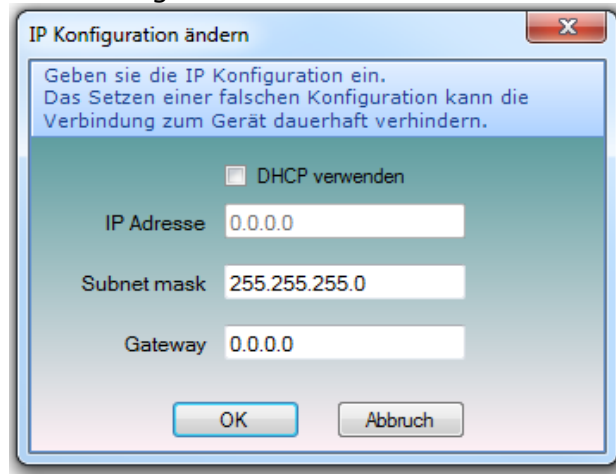 IP Konfiguration ändern
Geben sie die IP Konfiguration ein.
Das Setzen einer falschen Konfiguration kann die
Verbindung zum Gerät dauerhaft verhindern.
DHCP verwenden
IP Adresse 0.0.0.0
Subnet mask 255.255.255.0
Gateway 0.0.0.0
OK Abbruch